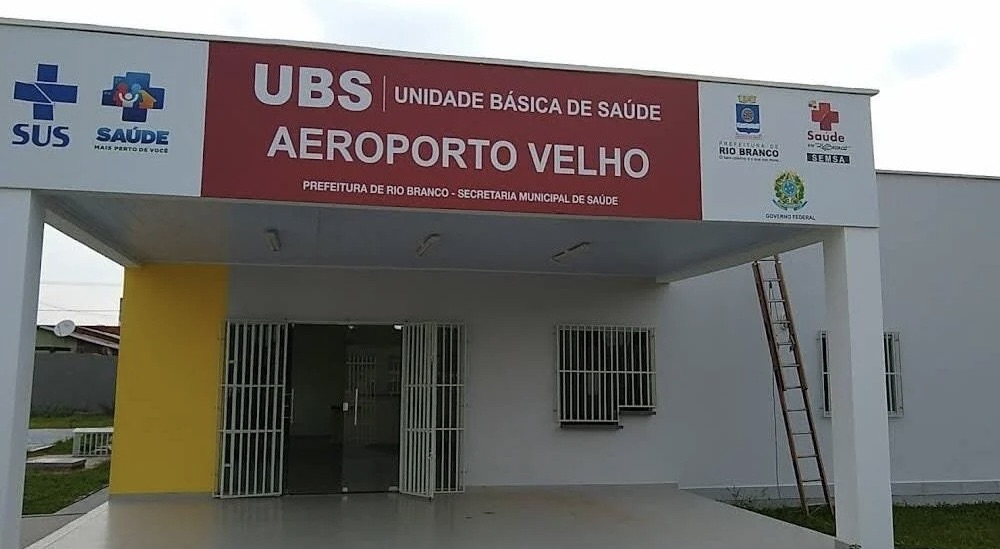 SUS
SAÚDE
MAIS PERTO DE VOCÊ
UBS | UNIDADE BÁSICA DE SAÚDE
AEROPORTO VELHO
PREFEITURA DE RIO BRANCO - SECRETARIA MUNICIPAL DE SAÚDE
PREFEITURA DE
RIO BRANCO
Saúde
SEMSA
GOVERNO FEDERAL